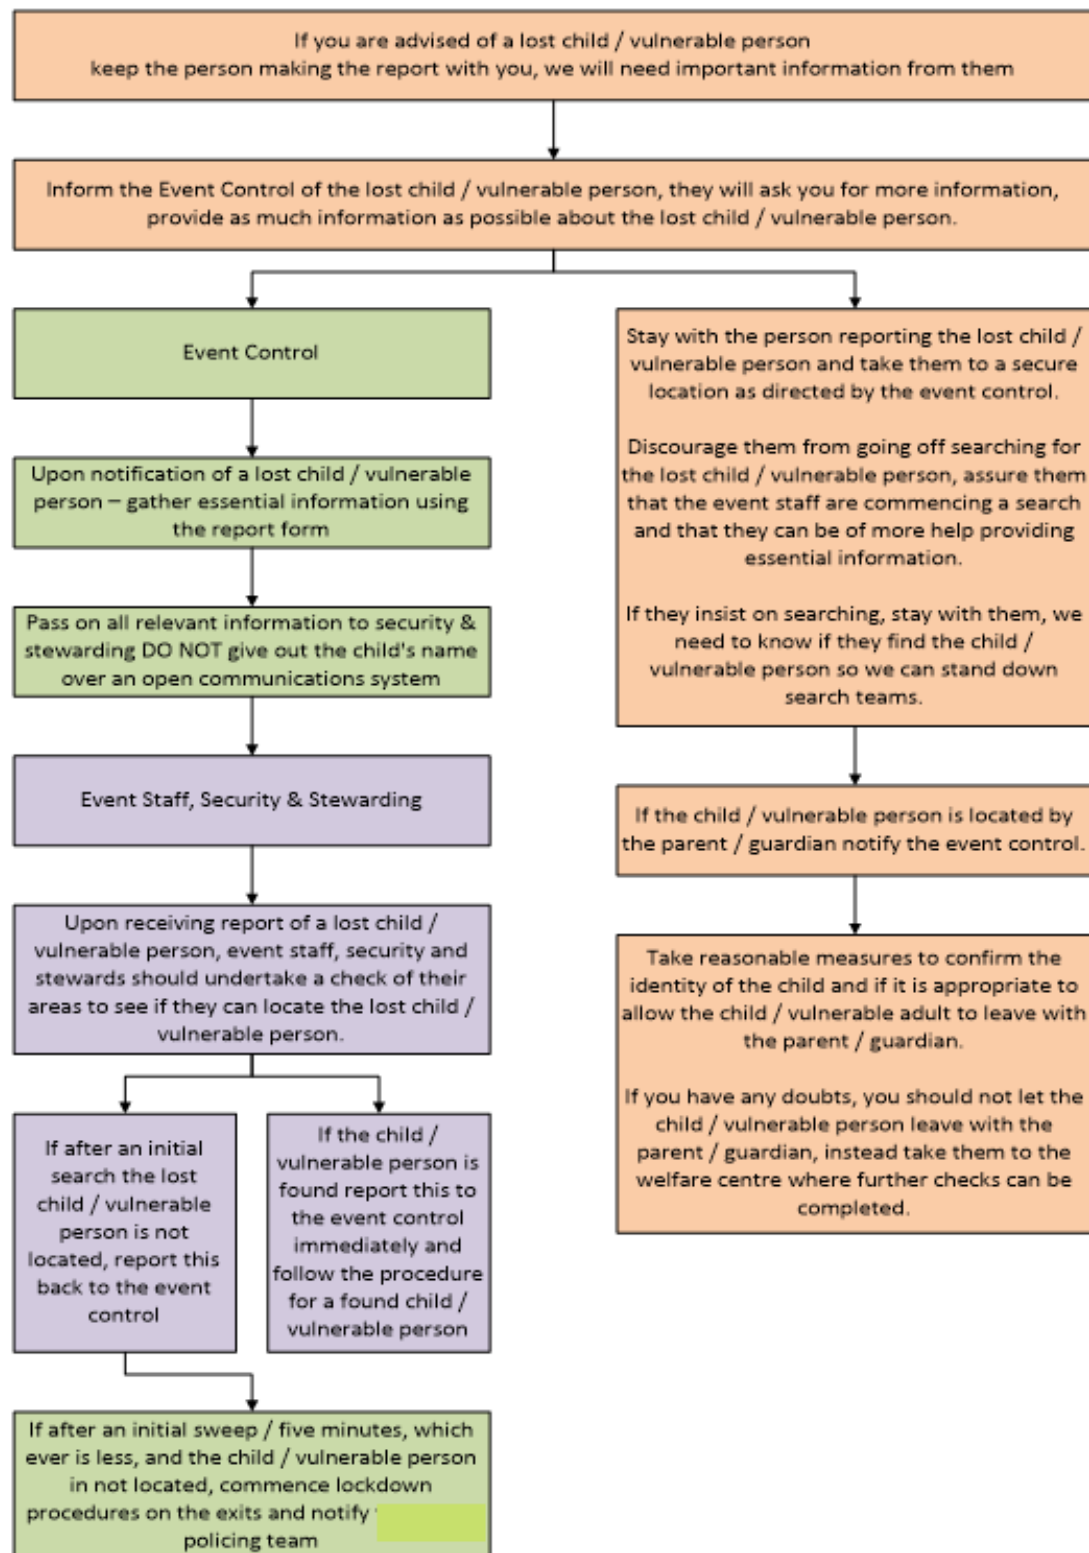 If you are advised of a lost child / vulnerable person
keep the person making the report with you, we will need important information from them
Inform the Event Control of the lost child / vulnerable person, they will ask you for more information,
provide as much information as possible about the lost child / vulnerable person.
Event Control
Upon notification of a lost child / vulnerable
person – gather essential information using
the report form
Pass on all relevant information to security &
stewarding DO NOT give out the child's name
over an open communications system
Event Staff, Security & Stewarding
Upon receiving report of a lost child /
vulnerable person, event staff, security and
stewards should undertake a check of their
areas to see if they can locate the lost child /
vulnerable person.
If after an initial
search the lost
child / vulnerable
person is not
located, report this
back to the event
control
If the child /
vulnerable person is
found report this to
the event control
immediately and
follow the procedure
for a found child /
vulnerable person
If after an initial sweep / five minutes, which
ever is less, and the child / vulnerable person
in not located, commence lockdown
procedures on the exits and notify
policing team
Stay with the person reporting the lost child /
vulnerable person and take them to a secure
location as directed by the event control.
Discourage them from going off searching for
the lost child / vulnerable person, assure them
that the event staff are commencing a search
and that they can be of more help providing
essential information.
If they insist on searching, stay with them, we
need to know if they find the child /
vulnerable person so we can stand down
search teams.
If the child / vulnerable person is located by
the parent / guardian notify the event control.
Take reasonable measures to confirm the
identity of the child and if it is appropriate to
allow the child / vulnerable adult to leave with
the parent / guardian.
If you have any doubts, you should not let the
child / vulnerable person leave with the
parent / guardian, instead take them to the
welfare centre where further checks can be
completed.